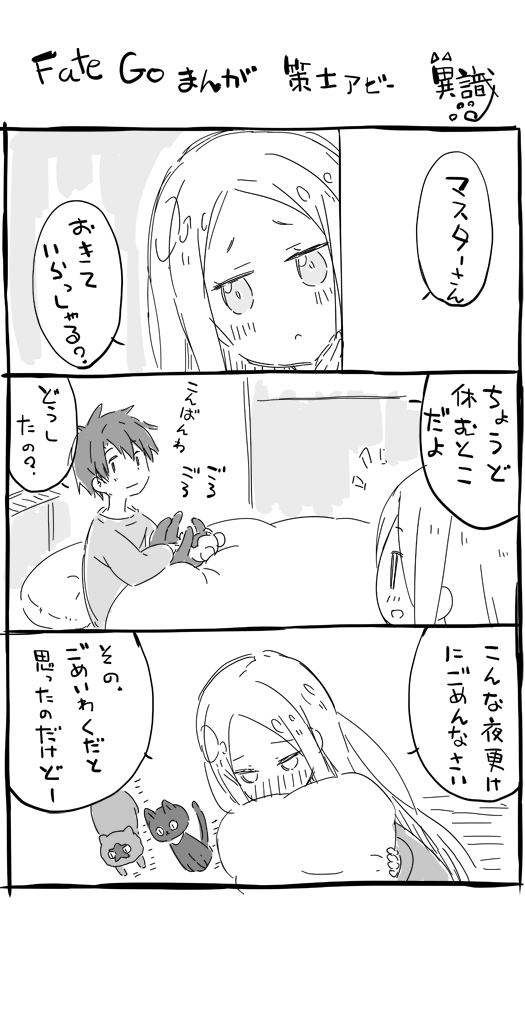 Fate Go まんが 策士アビー 異識
マスターさん
おきて
いらっしゃる?
ちょうど
休むとこ
だよ
こんばんわ
ごろ
ごろ
どうし
たの?
こんな夜更け
にごめんなさい
その、
ごめいわくだと
思ったのだけどー